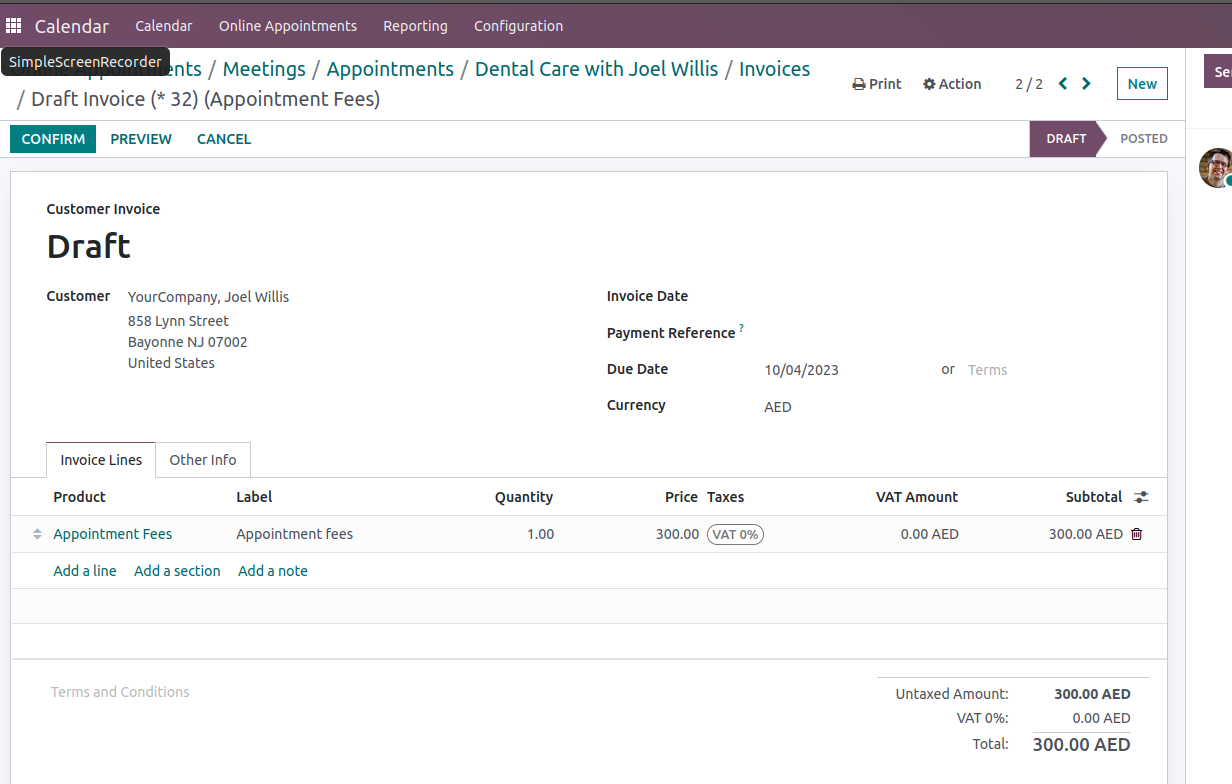 Calendar Calendar Online Appointments Reporting Configuration
SimpleScreenRecorder
nts / Meetings / Appointments / Dental Care with Joel Willis / Invoices
/ Draft Invoice (* 32) (Appointment Fees)
Print Action 2 / 2 New
CONFIRM PREVIEW CANCEL DRAFT POSTED
Customer Invoice
Draft
Customer YourCompany, Joel Willis
858 Lynn Street
Bayonne NJ 07002
United States
Invoice Date
Payment Reference ?
Due Date 10/04/2023 or Terms
Currency AED
Invoice Lines Other Info
Product Label Quantity Price Taxes VAT Amount Subtotal
Appointment Fees Appointment fees 1.00 300.00 VAT 0% 0.00 AED 300.00 AED
Add a line Add a section Add a note
Terms and Conditions
Untaxed Amount: 300.00 AED
VAT 0%: 0.00 AED
Total: 300.00 AED